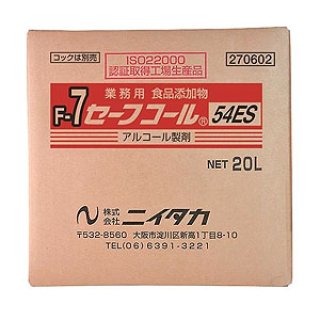 コックは別売
ISO22000
認証取得工場生産品
270602
業務用 食品添加物
F-7セーフコール® 54ES
アルコール製剤
NET 20L
株式会社 ニイタカ
〒532-8560 大阪市淀川区新高1丁目8-10
TEL(06)6391-3221